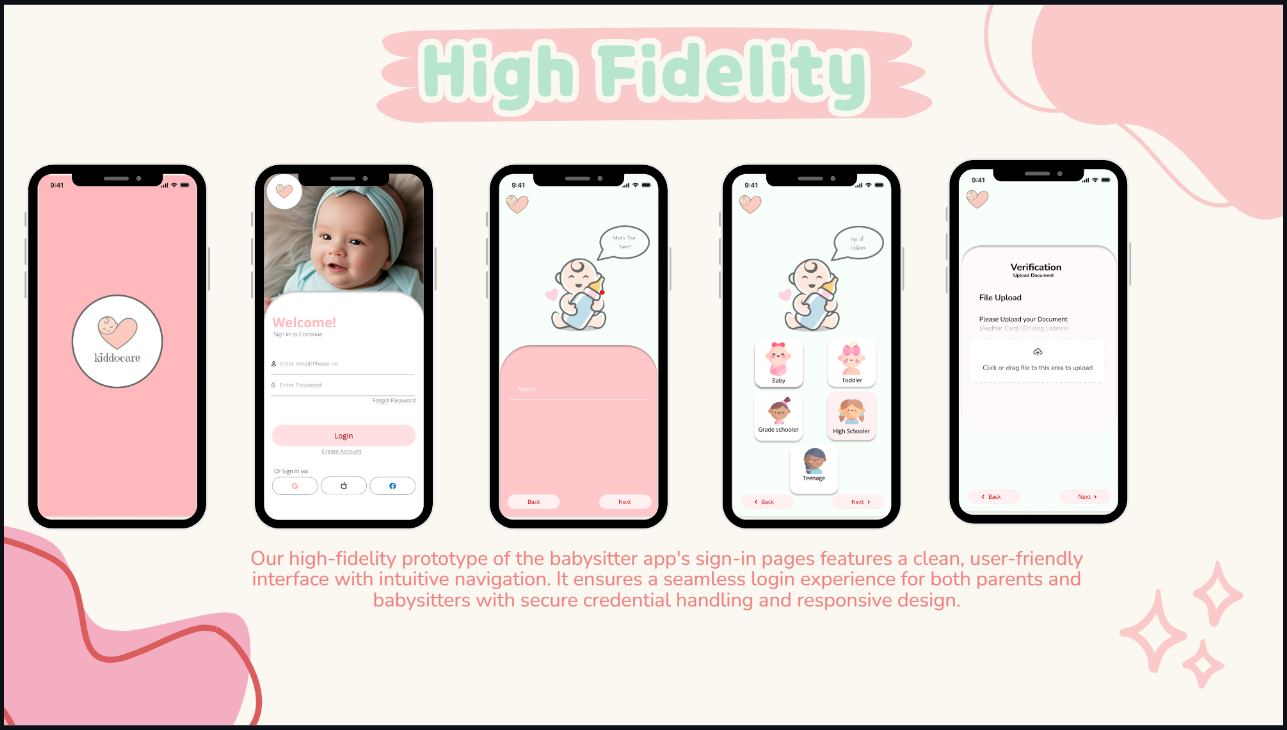 High Fidelity
9:41
kiddocare
Welcome!
Sign in to Continue
Enter email/Phone no
Enter Password
Forgot Password
Login
Create Account
Or Sign in via
G
9:41
What's Your
Name?
Name
Back
Next
9:41
Age of
Children
Baby
Toddler
Grade schooler
High Schooler
Teenage
Back
Next
9:41
Verification
Upload Document
File Upload
Please Upload your Document
(Aadhar Card / Driving License)
Click or drag file to this area to upload
Back
Next
Our high-fidelity prototype of the babysitter app's sign-in pages features a clean, user-friendly
interface with intuitive navigation. It ensures a seamless login experience for both parents and
babysitters with secure credential handling and responsive design.